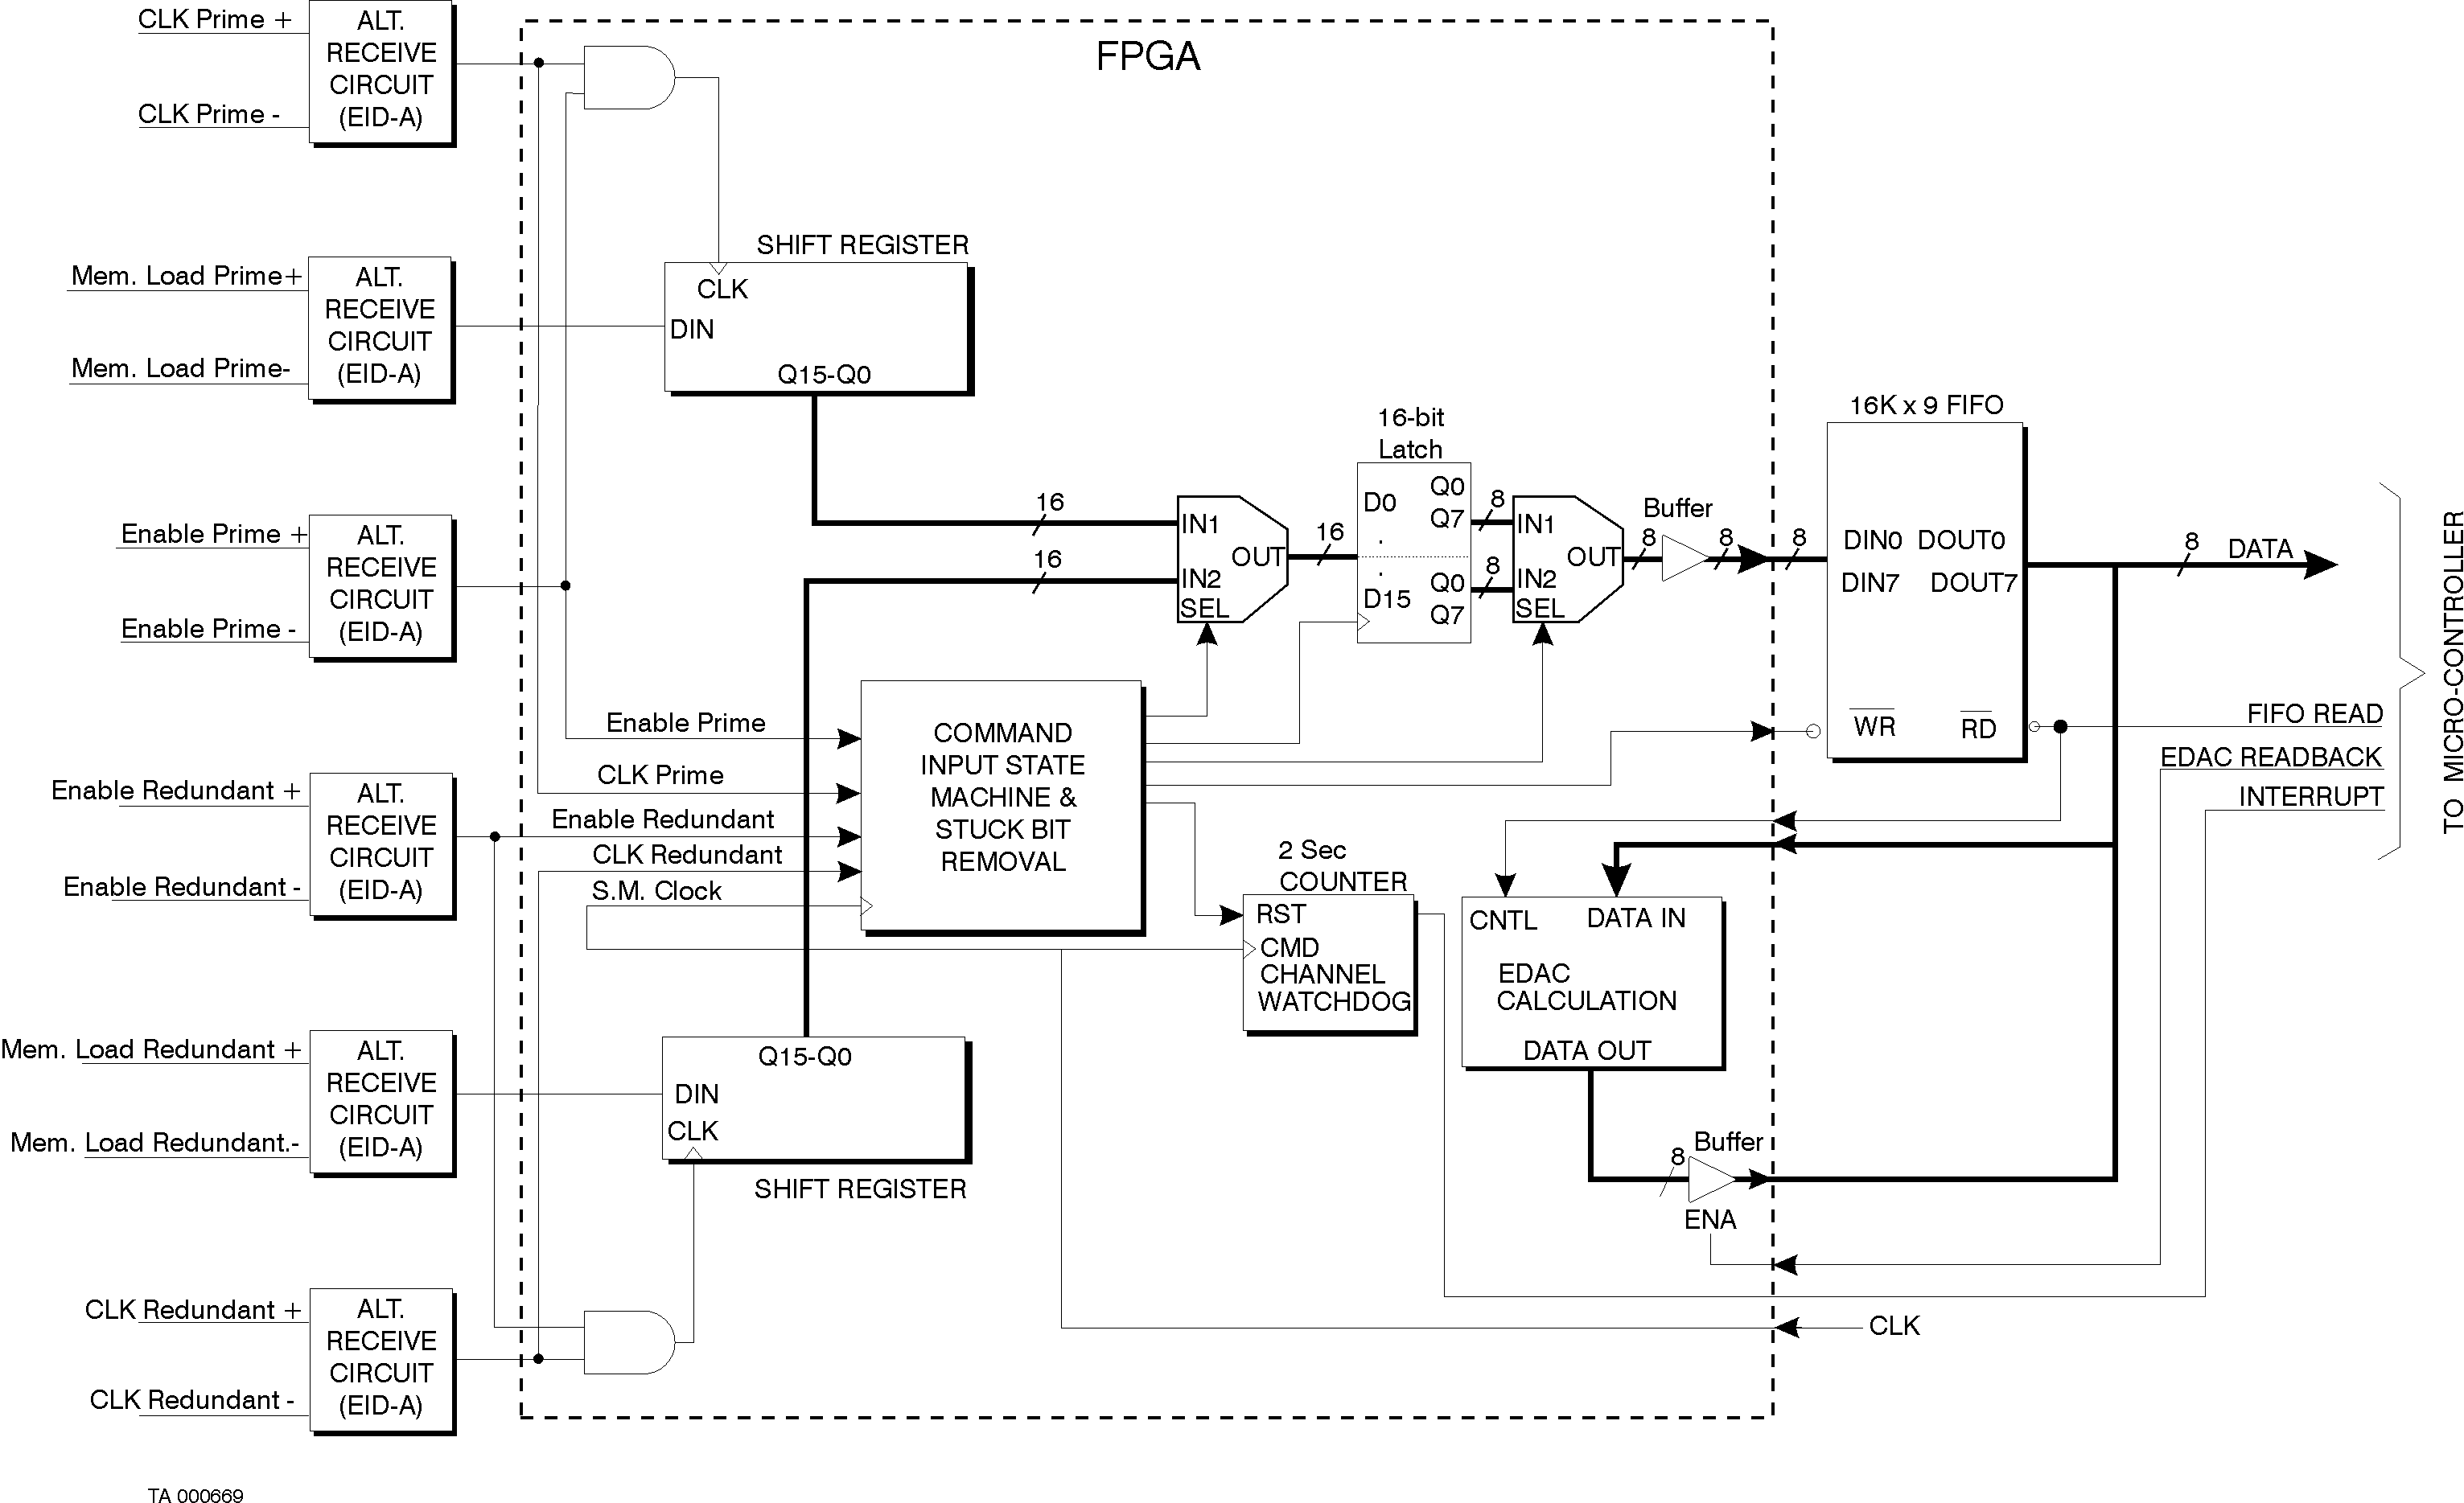 CLK Prime +
CLK Prime -
ALT.
RECEIVE
CIRCUIT
(EID-A)
FPGA
Mem. Load Prime+
Mem. Load Prime-
ALT.
RECEIVE
CIRCUIT
(EID-A)
SHIFT REGISTER
CLK
DIN
Q15-Q0
Enable Prime +
Enable Prime -
ALT.
RECEIVE
CIRCUIT
(EID-A)
16
16
IN1
OUT
IN2
SEL
16
16-bit
Latch
D0
.
.
D15
Q0
Q7
Q0
Q7
8
8
IN1
OUT
IN2
SEL
8
Buffer
8
8
16K x 9 FIFO
DIN0
DOUT0
DIN7
DOUT7
WR
RD
8
DATA
FIFO READ
EDAC READBACK
INTERRUPT
TO MICRO-CONTROLLER
Enable Redundant +
Enable Redundant -
ALT.
RECEIVE
CIRCUIT
(EID-A)
Enable Prime
CLK Prime
Enable Redundant
CLK Redundant
S.M. Clock
COMMAND
INPUT STATE
MACHINE &
STUCK BIT
REMOVAL
2 Sec
COUNTER
RST
CMD
CHANNEL
WATCHDOG
CNTL
DATA IN
EDAC
CALCULATION
DATA OUT
Mem. Load Redundant +
Mem. Load Redundant.-
ALT.
RECEIVE
CIRCUIT
(EID-A)
Q15-Q0
DIN
CLK
SHIFT REGISTER
8
Buffer
ENA
CLK Redundant +
CLK Redundant -
ALT.
RECEIVE
CIRCUIT
(EID-A)
CLK
TA 000669